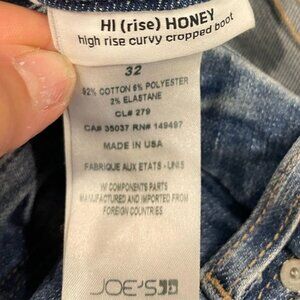 HI (rise) HONEY
high rise curvy cropped boot
32
92% COTTON 6% POLYESTER
2% ELASTANE
CL# 279
CA# 35037 RN# 149497
MADE IN USA
FABRIQUE AUX ETATS - UNIS
W/ COMPONENTS PARTS
MANUFACTURED AND IMPORTED FROM
FOREIGN COUNTRIES
JOE'S